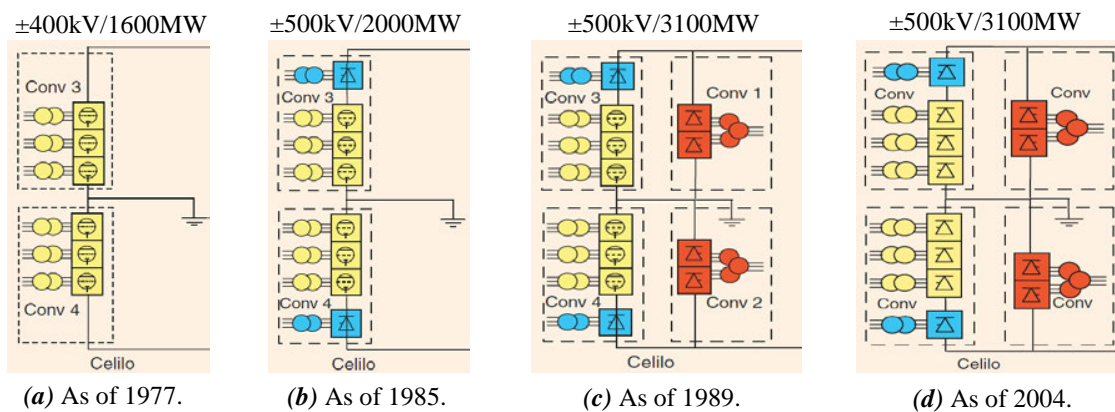 ±400kV/1600MW
Conv 3
Conv 4
Celilo
(a) As of 1977.
±500kV/2000MW
Conv 3
Conv 4
Celilo
(b) As of 1985.
±500kV/3100MW
Conv 3
Conv 1
Conv 4
Conv 2
Celilo
(c) As of 1989.
±500kV/3100MW
Conv
Conv
Conv
Conv
Celilo
(d) As of 2004.